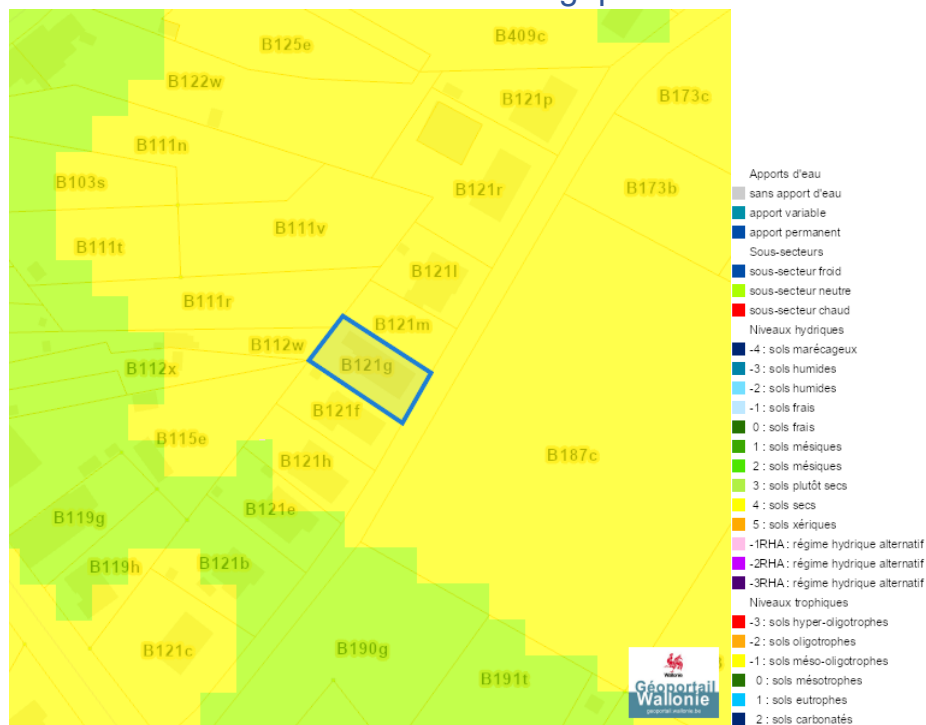 B125e
B409c
B122w
B121p
B173c
B111n
B103s
B121r
B173b
B111v
B111t
B121l
B111r
B121m
B112w
B112x
B121g
B121f
B115e
B121h
B187c
B121e
B119g
B119h
B121b
B121c
B190g
B191t
Apports d'eau
sans apport d'eau
apport variable
apport permanent
Sous-secteurs
sous-secteur froid
sous-secteur neutre
sous-secteur chaud
Niveaux hydriques
-4 : sols marécageux
-3 : sols humides
-2 : sols humides
-1 : sols frais
0 : sols frais
1 : sols mésiques
2 : sols mésiques
3 : sols plutôt secs
4 : sols secs
5 : sols xériques
-1RHA : régime hydrique alternatif
-2RHA : régime hydrique alternatif
-3RHA : régime hydrique alternatif
Niveaux trophiques
-3 : sols hyper-oligotrophes
-2 : sols oligotrophes
-1 : sols méso-oligotrophes
0 : sols mésotrophes
1 : sols eutrophes
2 : sols carbonatés
Wallonie
Géoportail
Wallonie
geoportail.wallonie.be